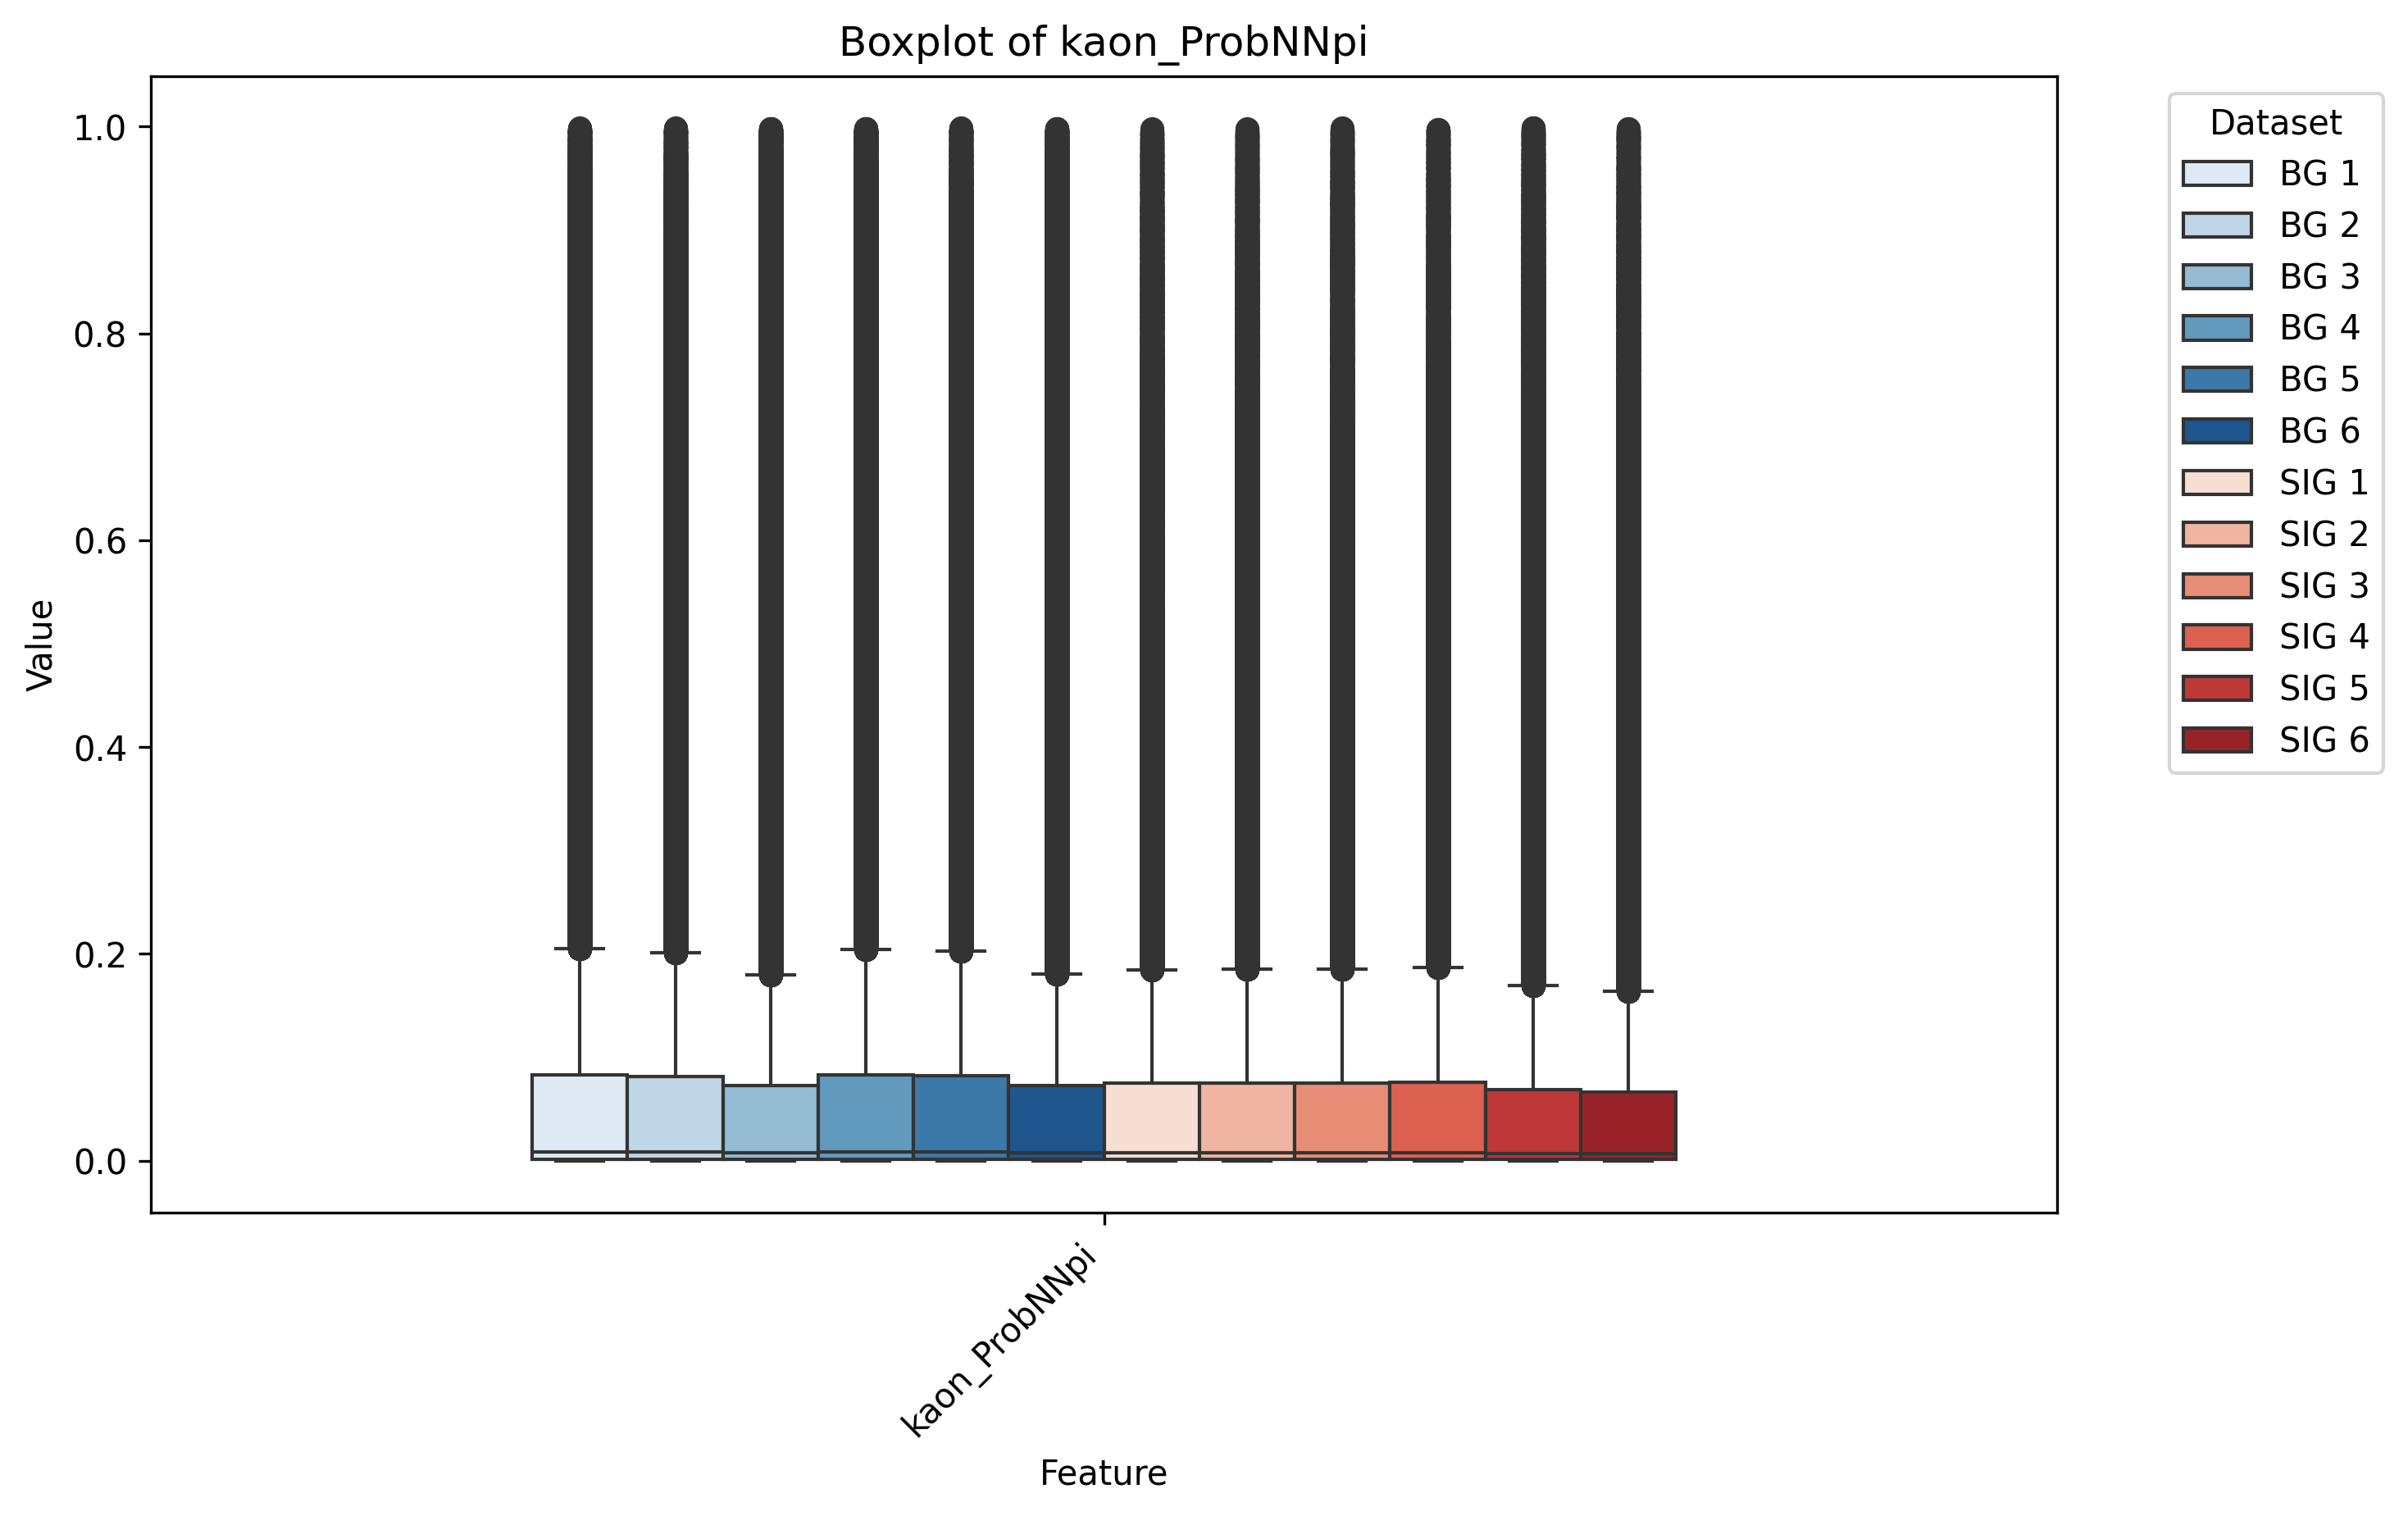 Boxplot of kaon_ProbNNpi
1.0
0.8
0.6
0.4
0.2
0.0
Value
kaon_ProbNNpi
Feature
Dataset
BG 1
BG 2
BG 3
BG 4
BG 5
BG 6
SIG 1
SIG 2
SIG 3
SIG 4
SIG 5
SIG 6